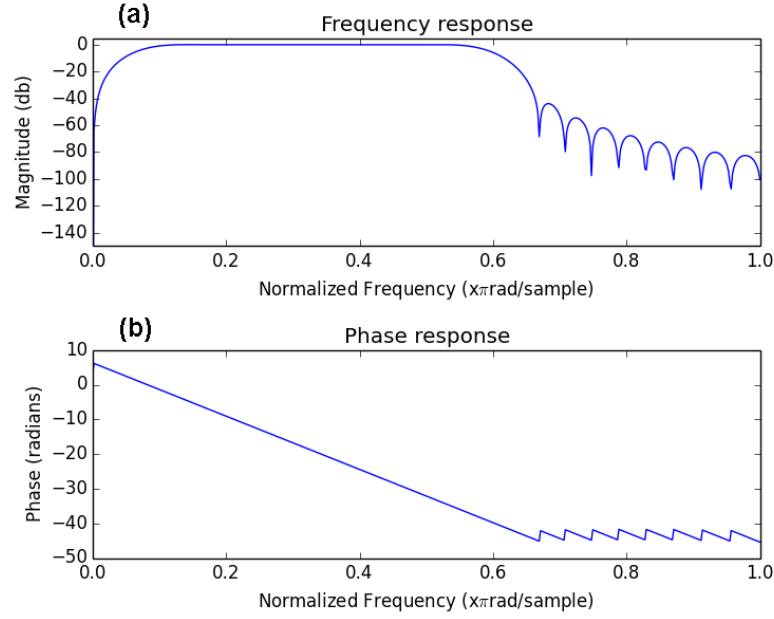 (a)
Frequency response
Magnitude (db)
0
−20
−40
−60
−80
−100
−120
−140
0.0 0.2 0.4 0.6 0.8 1.0
Normalized Frequency (xπrad/sample)
(b)
Phase response
Phase (radians)
10
0
−10
−20
−30
−40
−50
0.0 0.2 0.4 0.6 0.8 1.0
Normalized Frequency (xπrad/sample)